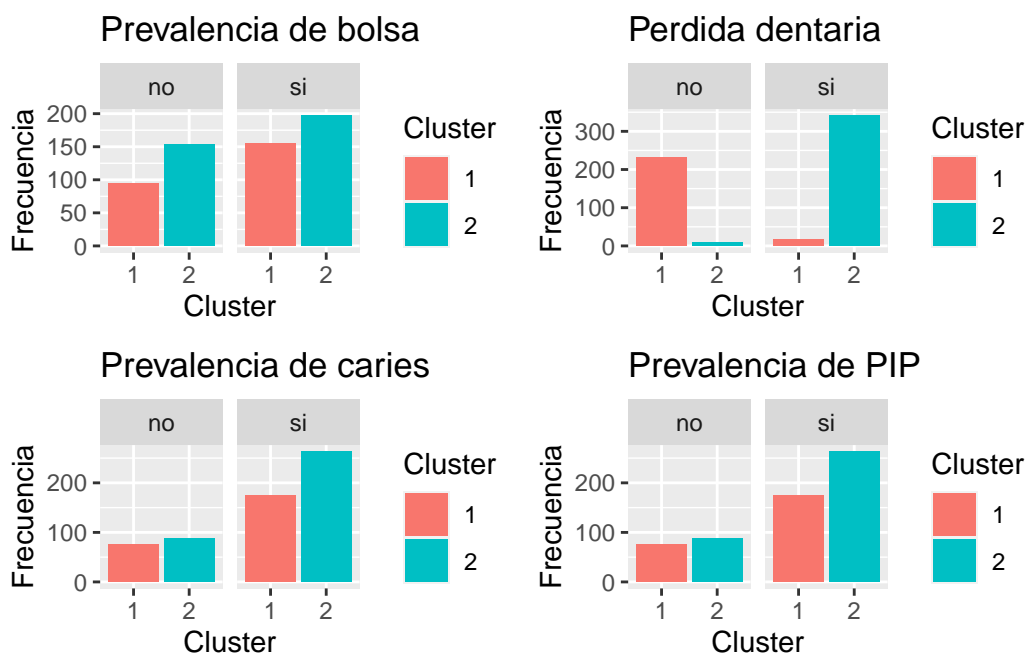 Prevalencia de bolsa
no si
Frecuencia
200
150
100
50
0
1 2 1 2
Cluster
Cluster
1
2
Perdida dentaria
no si
Frecuencia
300
200
100
0
1 2 1 2
Cluster
Cluster
1
2
Prevalencia de caries
no si
Frecuencia
200
100
0
1 2 1 2
Cluster
Cluster
1
2
Prevalencia de PIP
no si
Frecuencia
200
100
0
1 2 1 2
Cluster
Cluster
1
2